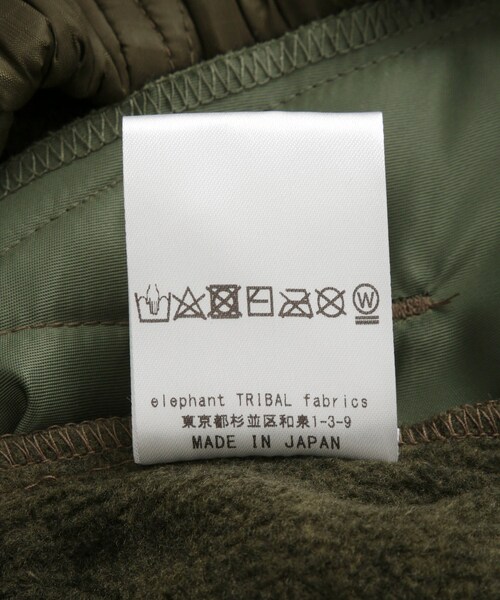 W
elephant TRIBAL fabrics
東京都杉並区和泉1-3-9
MADE IN JAPAN